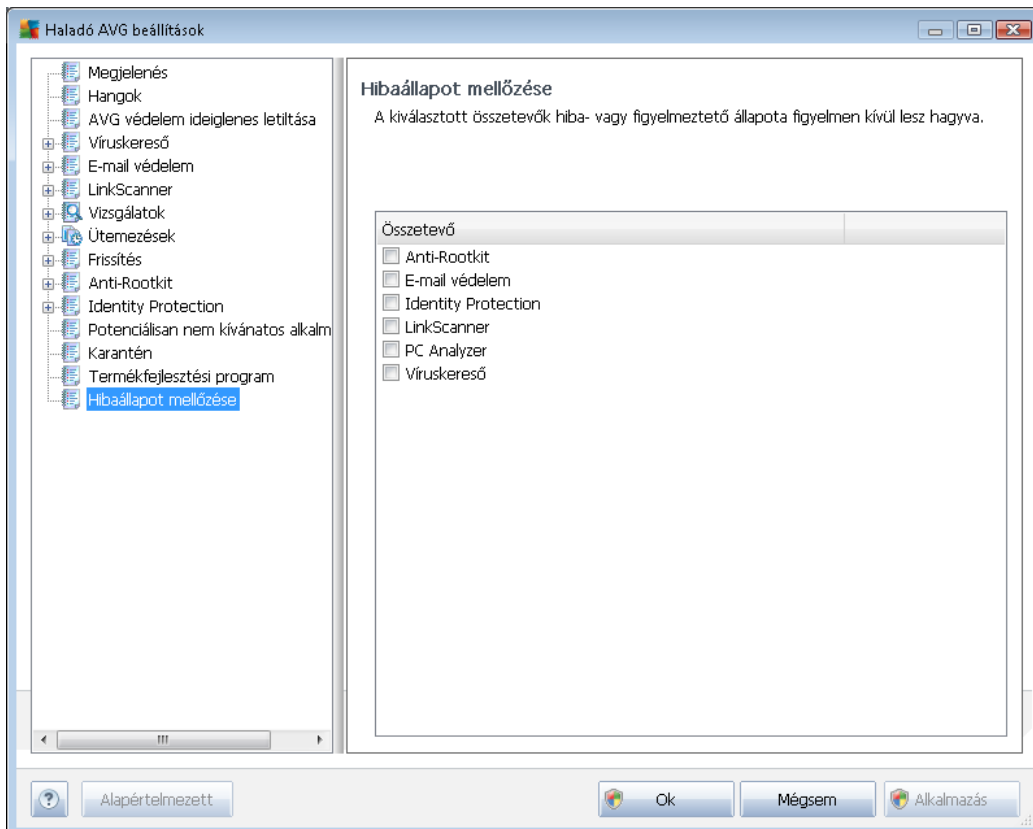 Haladó AVG beállítások
Megjelenés
Hangok
AVG védelem ideiglenes letiltása
Víruskereső
E-mail védelem
LinkScanner
Vizsgálatok
Ütemezések
Frissítés
Anti-Rootkit
Identity Protection
Potenciálisan nem kívánatos alkalm
Karantén
Termékfejlesztési program
Hibaállapot mellőzése
Hibaállapot mellőzése
A kiválasztott összetevők hiba- vagy figyelmeztető állapota figyelmen kívül lesz hagyva.
Összetevő
Anti-Rootkit
E-mail védelem
Identity Protection
LinkScanner
PC Analyzer
Víruskereső
? Alapértelmezett Ok Mégsem Alkalmazás